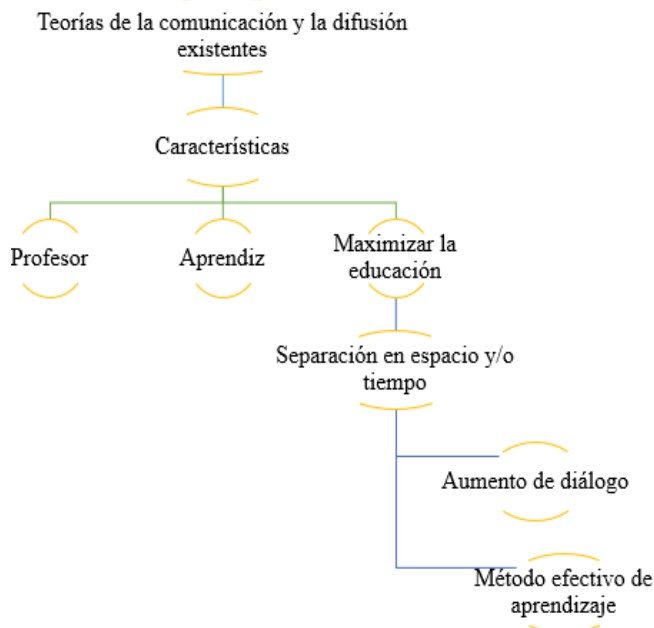 Teorías de la comunicación y la difusión
existentes
Características
Profesor
Aprendiz
Maximizar la
educación
Separación en espacio y/o
tiempo
Aumento de diálogo
Método efectivo de
aprendizaje